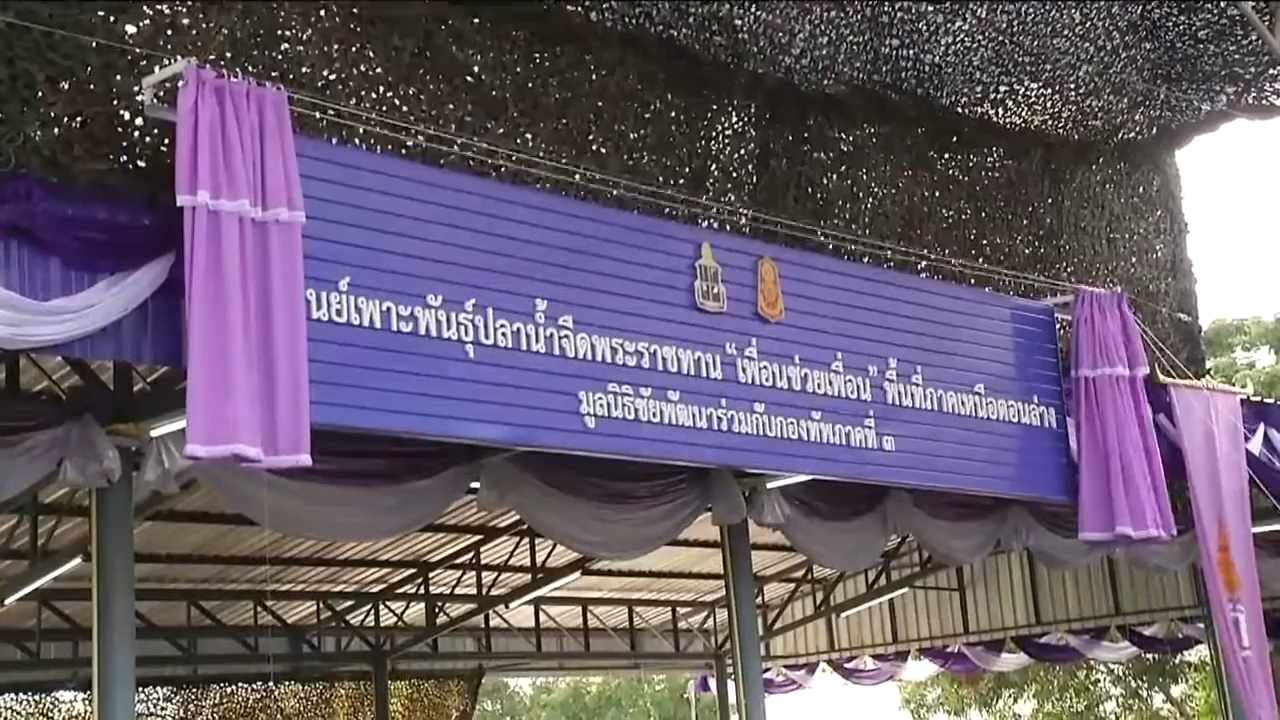 นย์เพาะพันธุ์ปลาน้ำจืดพระราชทาน “เพื่อนช่วยเพื่อน” พื้นที่ภาคเหนือตอนล่าง
มูลนิธิชัยพัฒนาร่วมกับกองทัพภาคที่ ๓